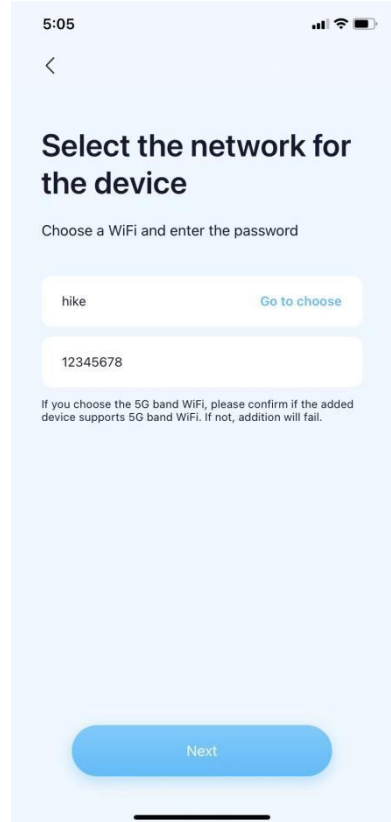 5:05
Select the network for
the device
Choose a WiFi and enter the password
hike Go to choose
12345678
If you choose the 5G band WiFi, please confirm if the added
device supports 5G band WiFi. If not, addition will fail.
Next